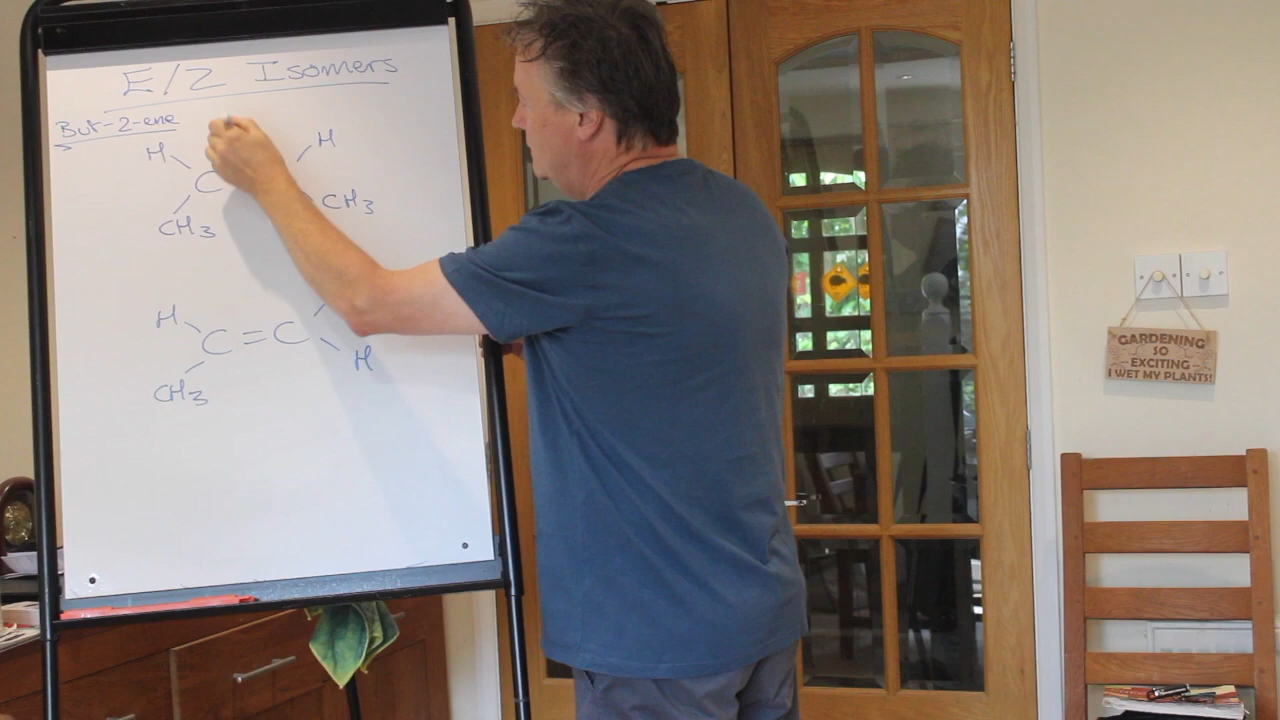 E/Z Isomers
But-2-ene
H H
C
CH3 CH3
H
C=C
CH3 H
GARDENING
SO
EXCITING
I WET MY PLANTS!